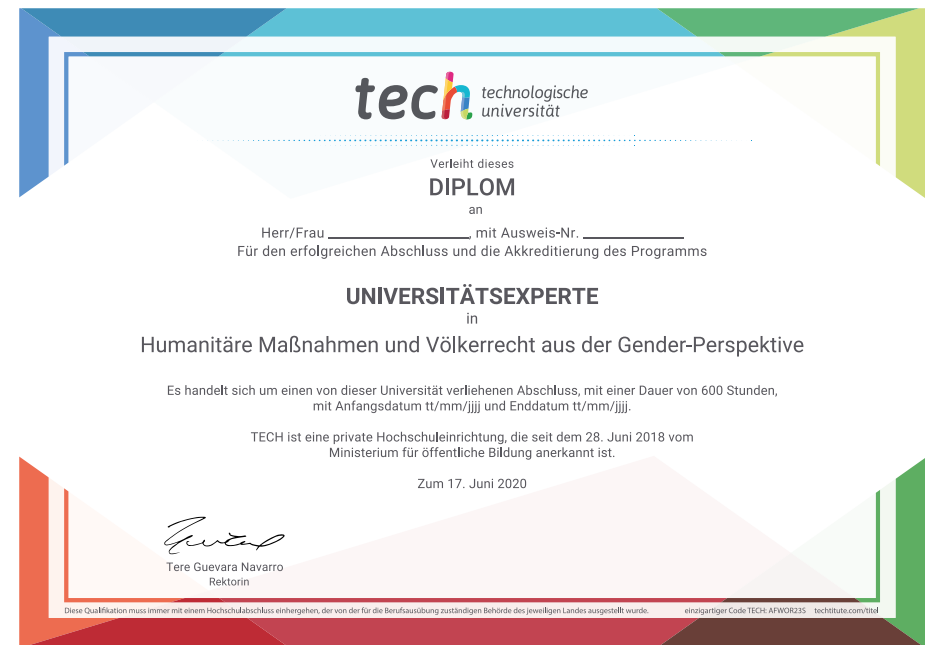 tech technologische
universität
Verleiht dieses
DIPLOM
an
Herr/Frau ____________, mit Ausweis-Nr. ____________
Für den erfolgreichen Abschluss und die Akkreditierung des Programms
UNIVERSITÄTSEXPERTE
in
Humanitäre Maßnahmen und Völkerrecht aus der Gender-Perspektive
Es handelt sich um einen von dieser Universität verliehenen Abschluss, mit einer Dauer von 600 Stunden,
mit Anfangsdatum tt/mm/jjjj und Enddatum tt/mm/jjjj.
TECH ist eine private Hochschuleinrichtung, die seit dem 28. Juni 2018 vom
Ministerium für öffentliche Bildung anerkannt ist.
Zum 17. Juni 2020
Tere Guevara Navarro
Rektorin
Diese Qualifikation muss immer mit einem Hochschulabschluss einhergehen, der von der für die Berufsausübung zuständigen Behörde des jeweiligen Landes ausgestellt wurde. einzigartiger Code TECH: AFWOR23S techtitute.com/titel